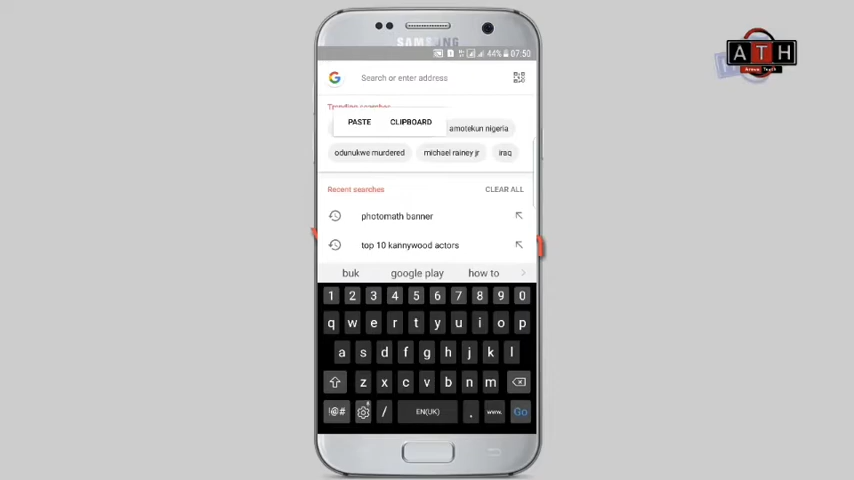 SAMSUNG
44% 07:50
Search or enter address
Trending searches
PASTE CLIPBOARD
amotekun nigeria
odunukwe murdered michael rainey jr iraq
Recent searches CLEAR ALL
photomath banner
top 10 kannywood actors
buk google play how to
1 2 3 4 5 6 7 8 9 0
q w e r t y u i o p
a s d f g h j k l
z x c v b n m
!@# / EN(UK) . www. Go
ATH